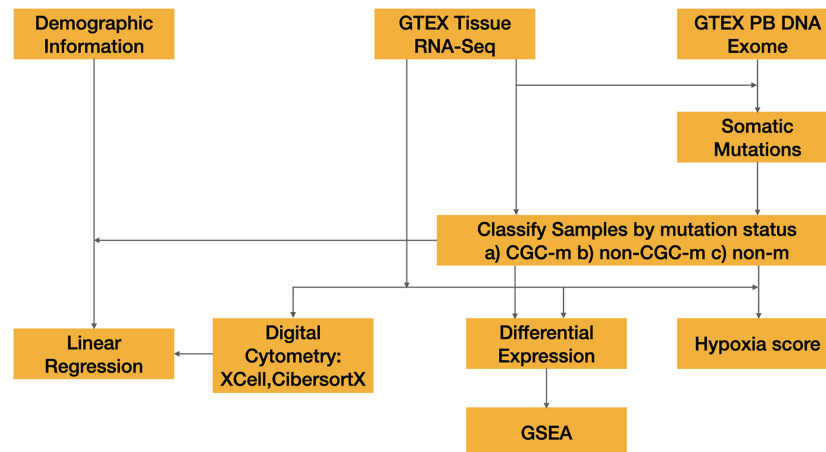 Demographic
Information
GTEX Tissue
RNA-Seq
GTEX PB DNA
Exome
Somatic
Mutations
Classify Samples by mutation status
a) CGC-m b) non-CGC-m c) non-m
Linear
Regression
Digital
Cytometry:
XCell,CibersortX
Differential
Expression
Hypoxia score
GSEA